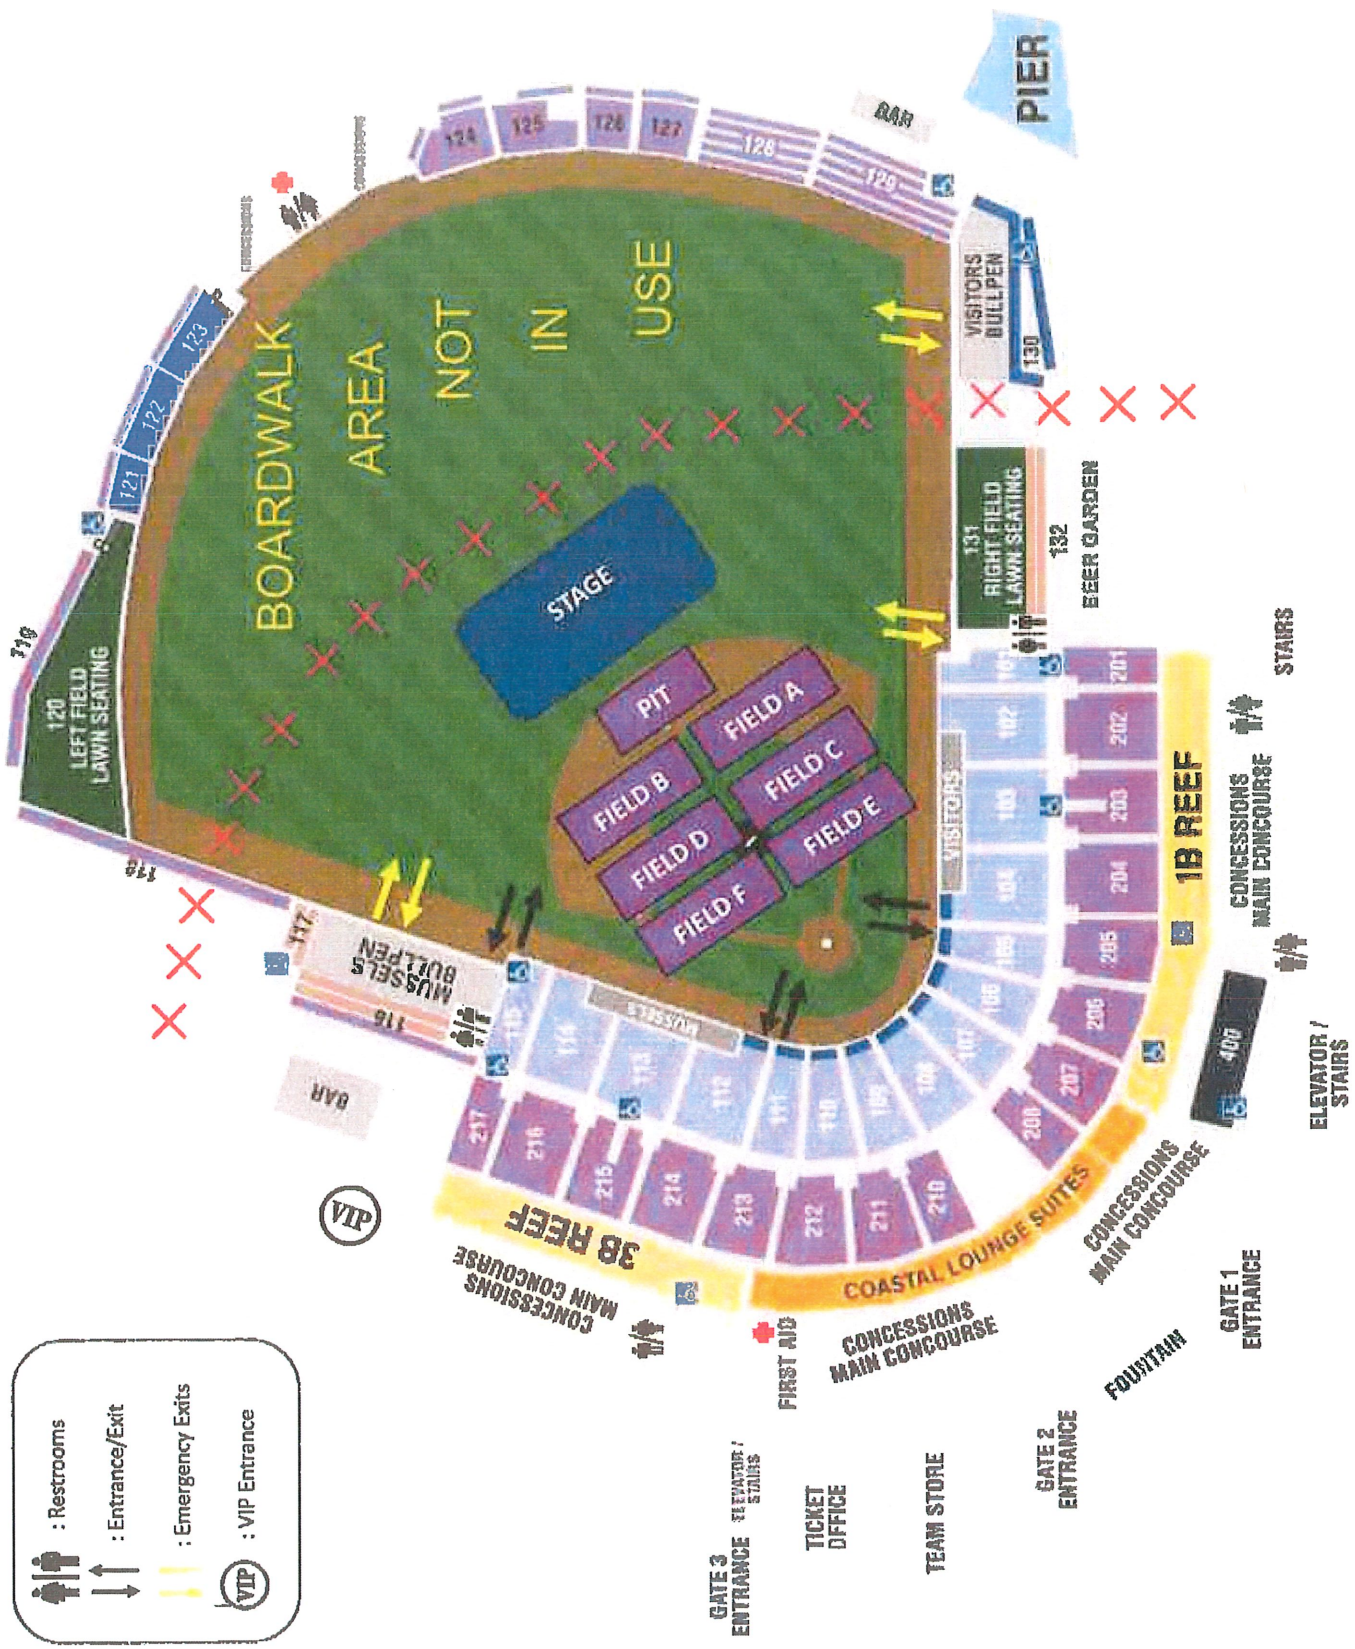 : Restrooms
: Entrance/Exit
: Emergency Exits
VIP
: VIP Entrance
BOARDWALK
AREA
NOT
IN
USE
STAGE
PIT
FIELD A
FIELD B
FIELD C
FIELD D
FIELD E
FIELD F
PIER
BAR
CONCESSIONS
CONCESSIONS
124
125
126
127
128
129
VISITORS
BULLPEN
130
131
RIGHT FIELD
LAWN SEATING
132
BEER GARDEN
123
122
121
119
120
LEFT FIELD
LAWN SEATING
118
117
MUSSELS
BULLPEN
116
BAR
VIP
101
102
103
104
105
106
107
108
109
110
111
112
113
114
115
VISITORS
MUSSELS
201
202
203
204
205
206
207
208
210
211
212
213
214
215
216
217
1B REEF
3B REEF
COASTAL LOUNGE SUITES
400
STAIRS
CONCESSIONS
MAIN CONCOURSE
ELEVATOR /
STAIRS
CONCESSIONS
MAIN CONCOURSE
GATE 1
ENTRANCE
FOUNTAIN
GATE 2
ENTRANCE
CONCESSIONS
MAIN CONCOURSE
CONCESSIONS
MAIN CONCOURSE
FIRST AID
TEAM STORE
TICKET
OFFICE
ELEVATOR /
STAIRS
GATE 3
ENTRANCE